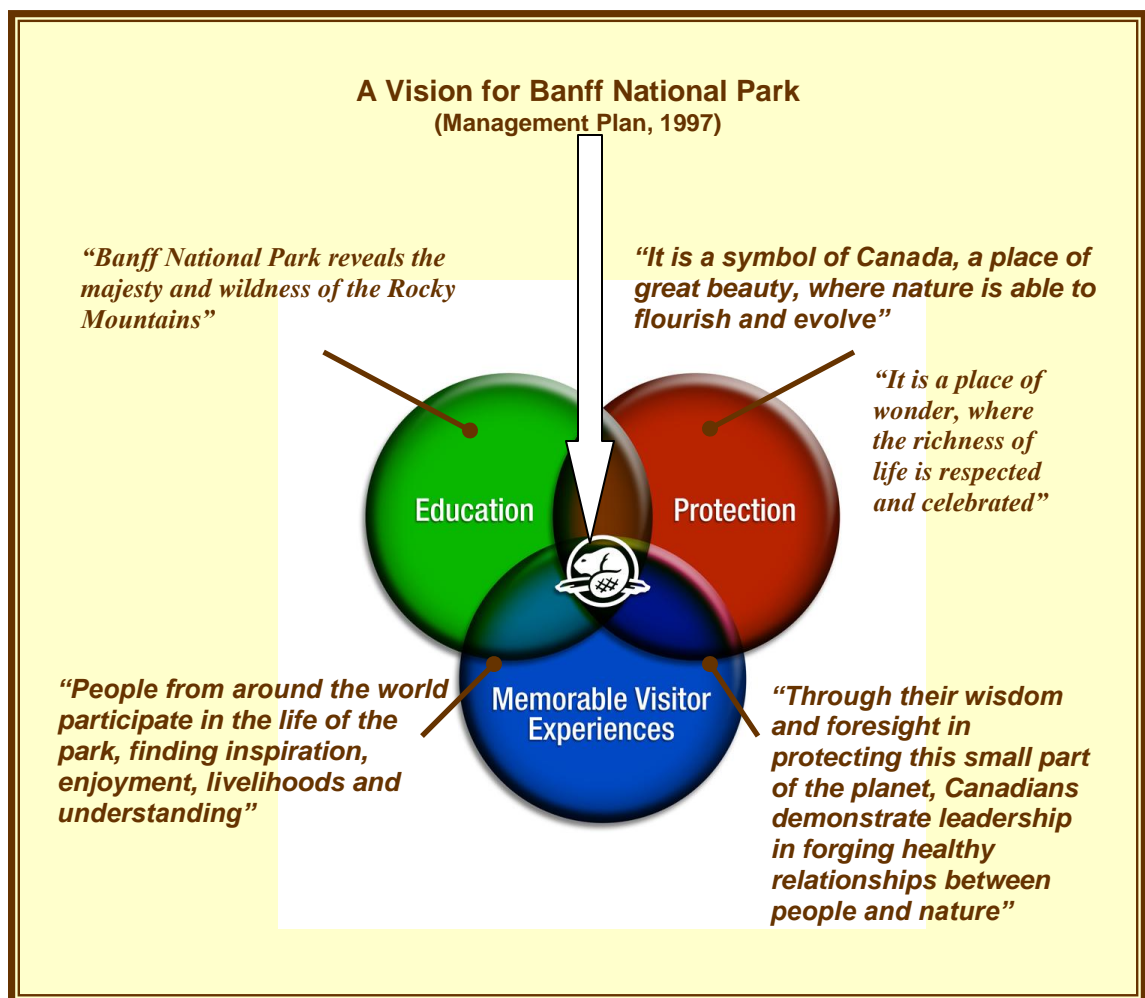 A Vision for Banff National Park
(Management Plan, 1997)
“Banff National Park reveals the
majesty and wildness of the Rocky
Mountains”
“It is a symbol of Canada, a place of
great beauty, where nature is able to
flourish and evolve”
“It is a place of
wonder, where
the richness of
life is respected
and celebrated”
Education
Protection
Memorable Visitor
Experiences
“People from around the world
participate in the life of the
park, finding inspiration,
enjoyment, livelihoods and
understanding”
“Through their wisdom
and foresight in
protecting this small part
of the planet, Canadians
demonstrate leadership
in forging healthy
relationships between
people and nature”